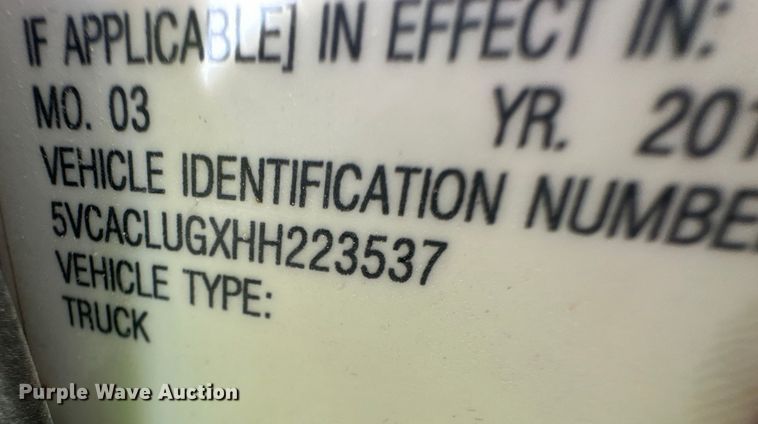 IF APPLICABLE] IN EFFECT IN:
MO. 03 YR. 201
VEHICLE IDENTIFICATION NUMBE
5VCACLUGXHH223537
VEHICLE TYPE:
TRUCK
Purple Wave Auction